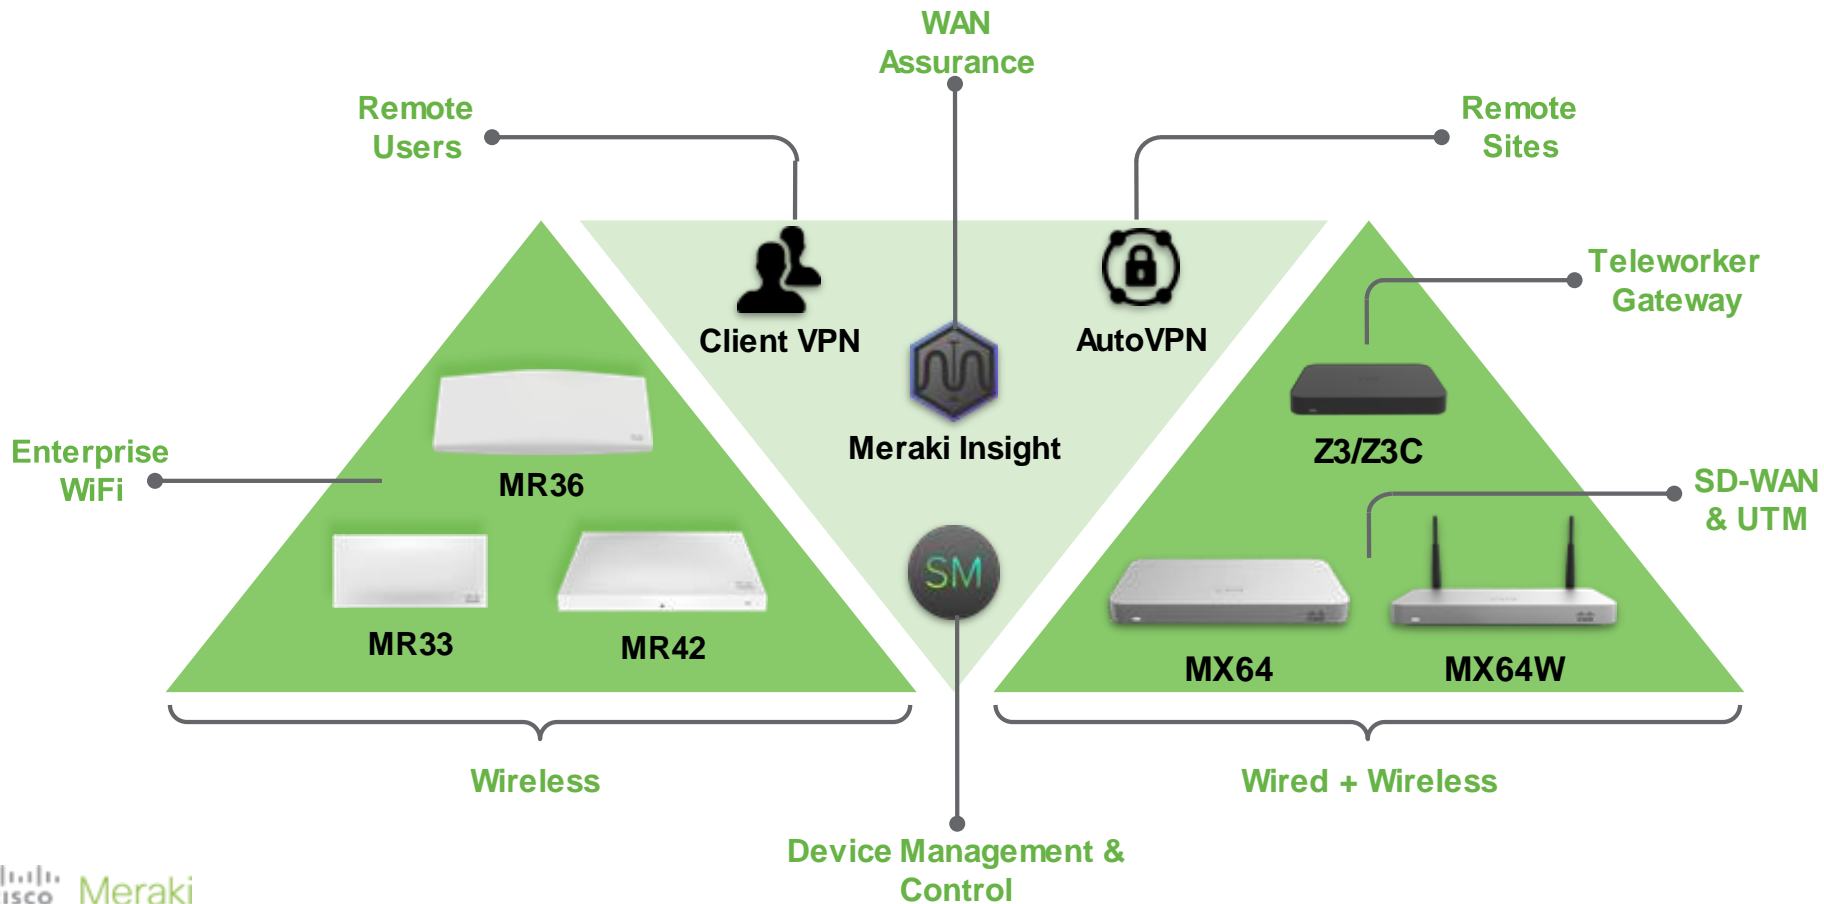 WAN
Assurance
Remote
Users
Remote
Sites
Teleworker
Gateway
Client VPN
AutoVPN
Meraki Insight
Z3/Z3C
Enterprise
WiFi
MR36
SD-WAN
& UTM
SM
MR33
MR42
MX64
MX64W
Wireless
Wired + Wireless
Device Management &
Control
Meraki